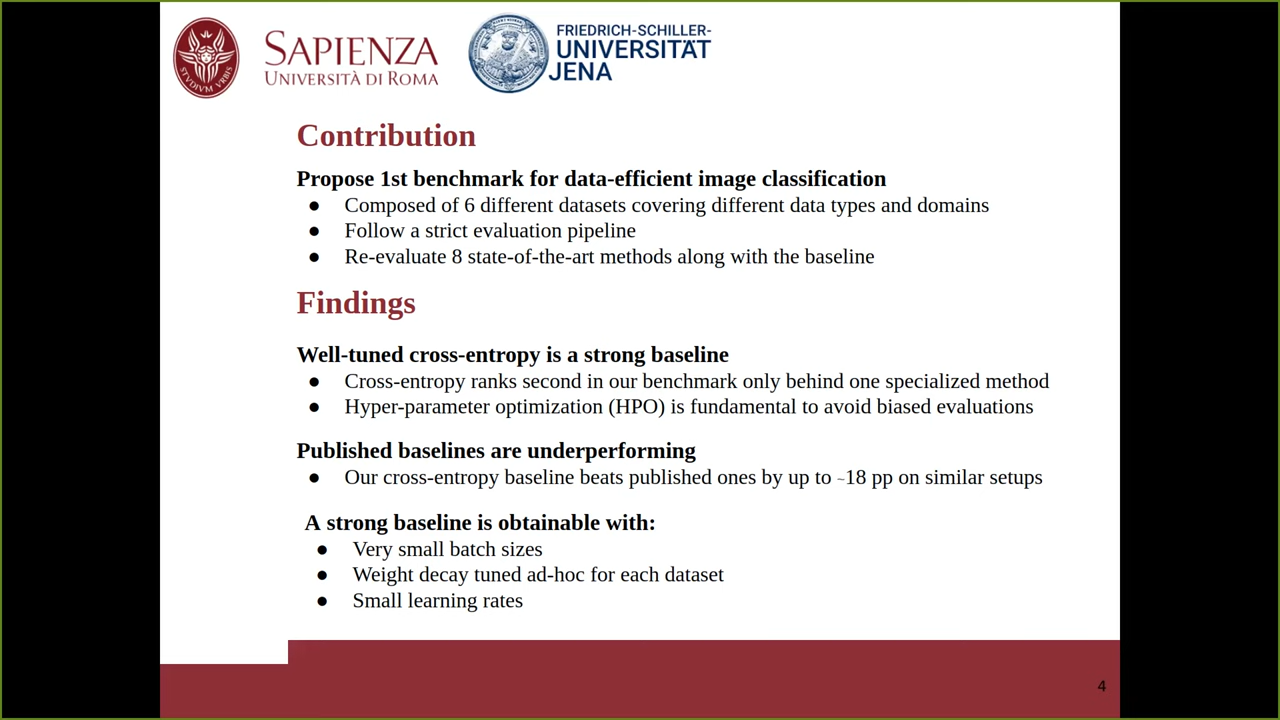 STVDIVM VRBIS
SAPIENZA
UNIVERSITÀ DI ROMA
FRIEDRICH-SCHILLER-
UNIVERSITÄT
JENA
Contribution
Propose 1st benchmark for data-efficient image classification
● Composed of 6 different datasets covering different data types and domains
● Follow a strict evaluation pipeline
● Re-evaluate 8 state-of-the-art methods along with the baseline
Findings
Well-tuned cross-entropy is a strong baseline
● Cross-entropy ranks second in our benchmark only behind one specialized method
● Hyper-parameter optimization (HPO) is fundamental to avoid biased evaluations
Published baselines are underperforming
● Our cross-entropy baseline beats published ones by up to ~18 pp on similar setups
A strong baseline is obtainable with:
● Very small batch sizes
● Weight decay tuned ad-hoc for each dataset
● Small learning rates
4